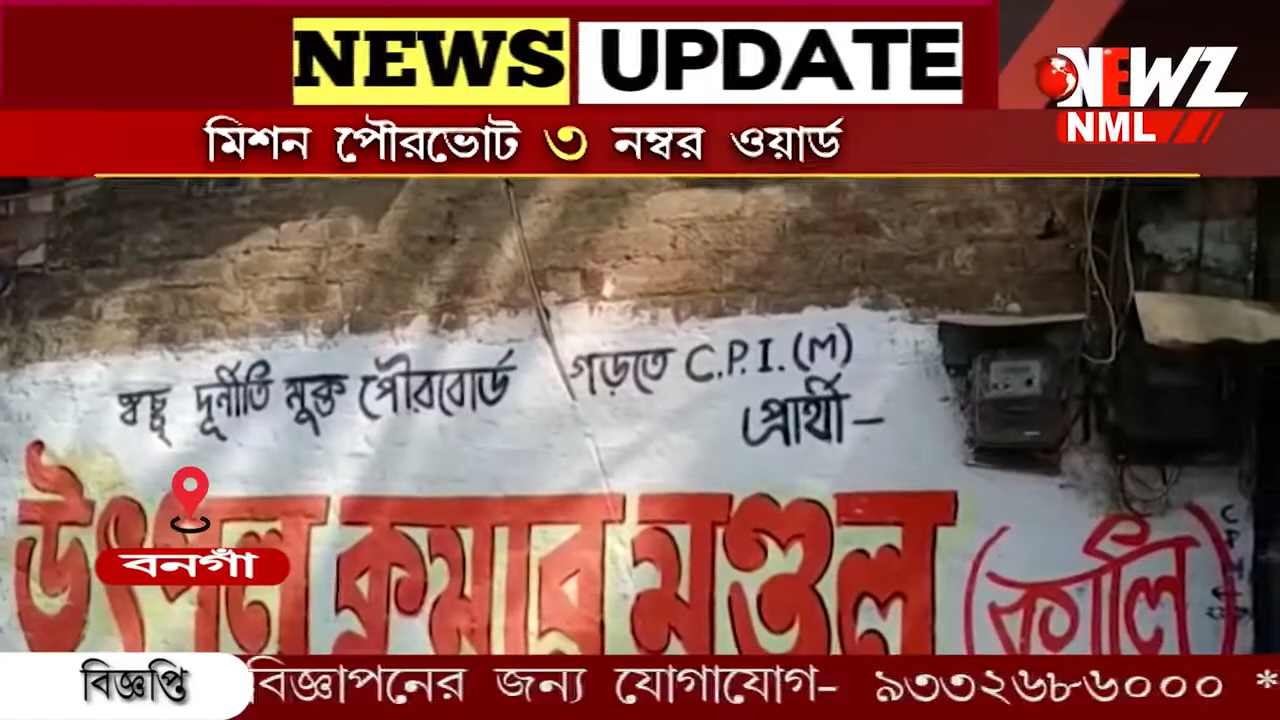 NEWS UPDATE
NEWZ
NML
মিশন পৌরভোট ৩ নম্বর ওয়ার্ড
স্বচ্ছ দূর্নীতি মুক্ত পৌরবোর্ড গড়তে C.P.I.(M)
প্রার্থী -
উৎপল কুমার মণ্ডল (কালি)
বনগাঁ
বিজ্ঞপ্তি
বিজ্ঞাপনের জন্য যোগাযোগ- ৯৩৩২৬৮৬০০০ *